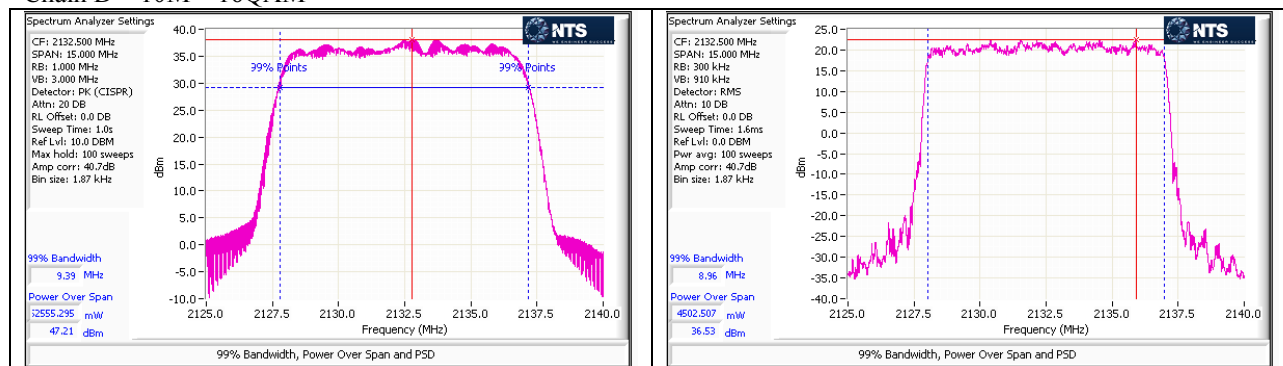 Spectrum Analyzer Settings
CF: 2132.500 MHz
SPAN: 15.000 MHz
RB: 1.000 MHz
VB: 3.000 MHz
Detector: PK (CISPR)
Attn: 20 DB
RL Offset: 0.0 DB
Sweep Time: 1.0s
Ref Lvl: 10.0 DBM
Max hold: 100 sweeps
Amp corr: 40.7dB
Bin size: 1.87 kHz
99% Bandwidth
9.39 MHz
Power Over Span
52555.295 mW
47.21 dBm
NTS
dBm
40.0
35.0
30.0
25.0
20.0
15.0
10.0
5.0
0.0
-5.0
-10.0
99% Points
99% Points
2125.0 2127.5 2130.0 2132.5 2135.0 2137.5 2140.0
Frequency (MHz)
99% Bandwidth, Power Over Span and PSD
Spectrum Analyzer Settings
CF: 2132.500 MHz
SPAN: 15.000 MHz
RB: 300 kHz
VB: 910 kHz
Detector: RMS
Attn: 10 DB
RL Offset: 0.0 DB
Sweep Time: 1.6ms
Ref Lvl: 0.0 DBM
Pwr avg: 100 sweeps
Amp corr: 40.7dB
Bin size: 1.87 kHz
99% Bandwidth
8.96 MHz
Power Over Span
4502.507 mW
36.53 dBm
NTS
dBm
25.0
20.0
15.0
10.0
5.0
0.0
-5.0
-10.0
-15.0
-20.0
-25.0
-30.0
-35.0
-40.0
2125.0 2127.5 2130.0 2132.5 2135.0 2137.5 2140.0
Frequency (MHz)
99% Bandwidth, Power Over Span and PSD